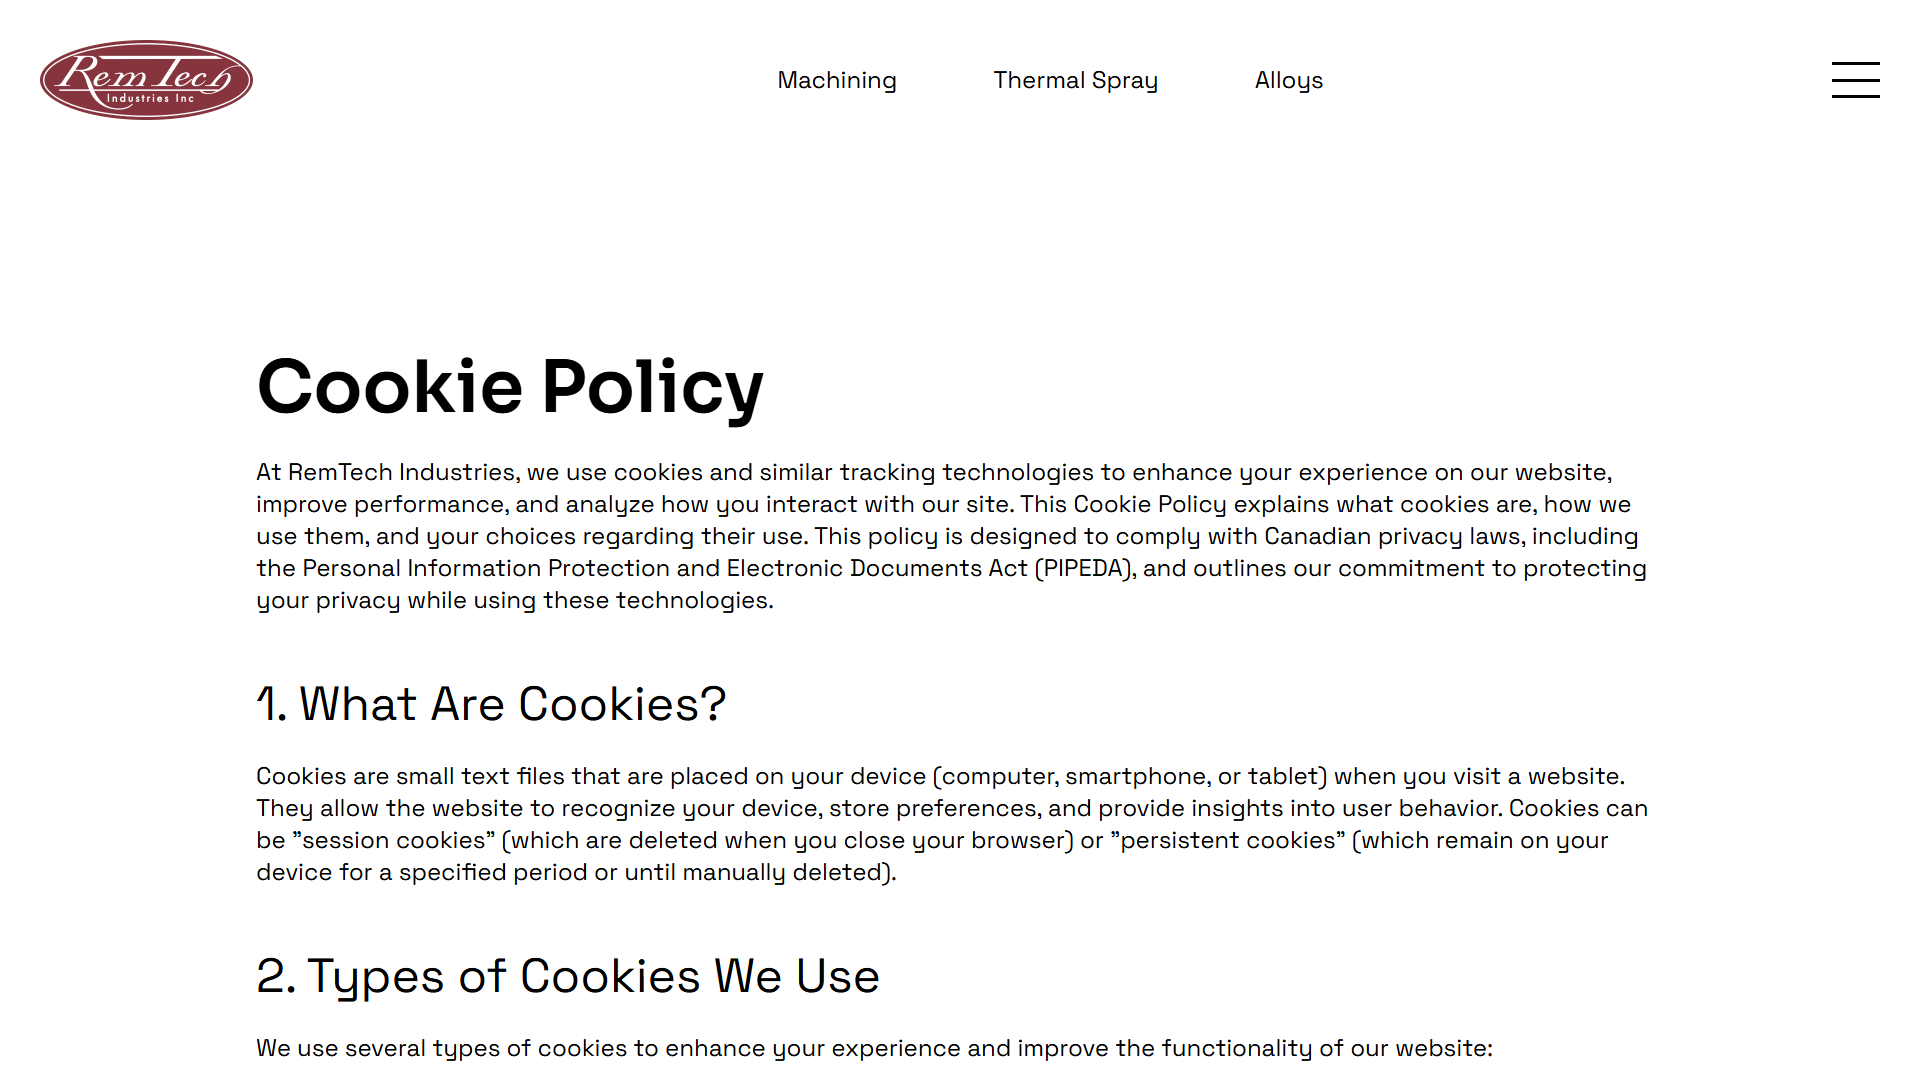 Rem Tech
Industries Inc
Machining
Thermal Spray
Alloys
Cookie Policy
At RemTech Industries, we use cookies and similar tracking technologies to enhance your experience on our website,
improve performance, and analyze how you interact with our site. This Cookie Policy explains what cookies are, how we
use them, and your choices regarding their use. This policy is designed to comply with Canadian privacy laws, including
the Personal Information Protection and Electronic Documents Act (PIPEDA), and outlines our commitment to protecting
your privacy while using these technologies.
1. What Are Cookies?
Cookies are small text files that are placed on your device (computer, smartphone, or tablet) when you visit a website.
They allow the website to recognize your device, store preferences, and provide insights into user behavior. Cookies can
be ”session cookies” (which are deleted when you close your browser) or ”persistent cookies” (which remain on your
device for a specified period or until manually deleted).
2. Types of Cookies We Use
We use several types of cookies to enhance your experience and improve the functionality of our website: